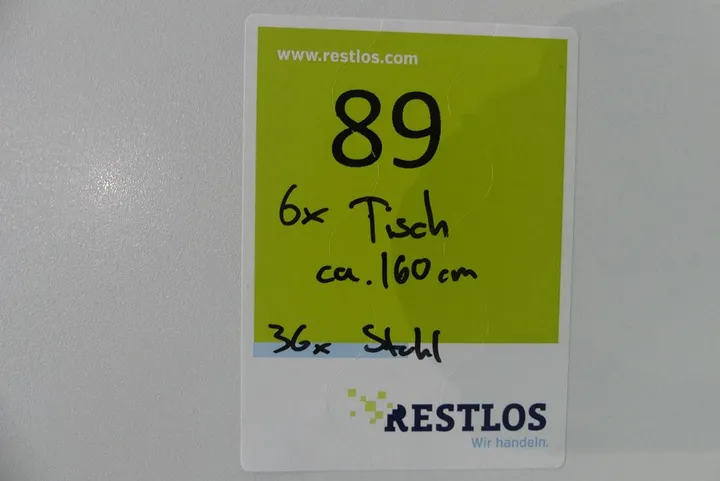 www.restlos.com
89
6x Tisch
ca. 160 cm
36x Stuhl
RESTLOS
Wir handeln.